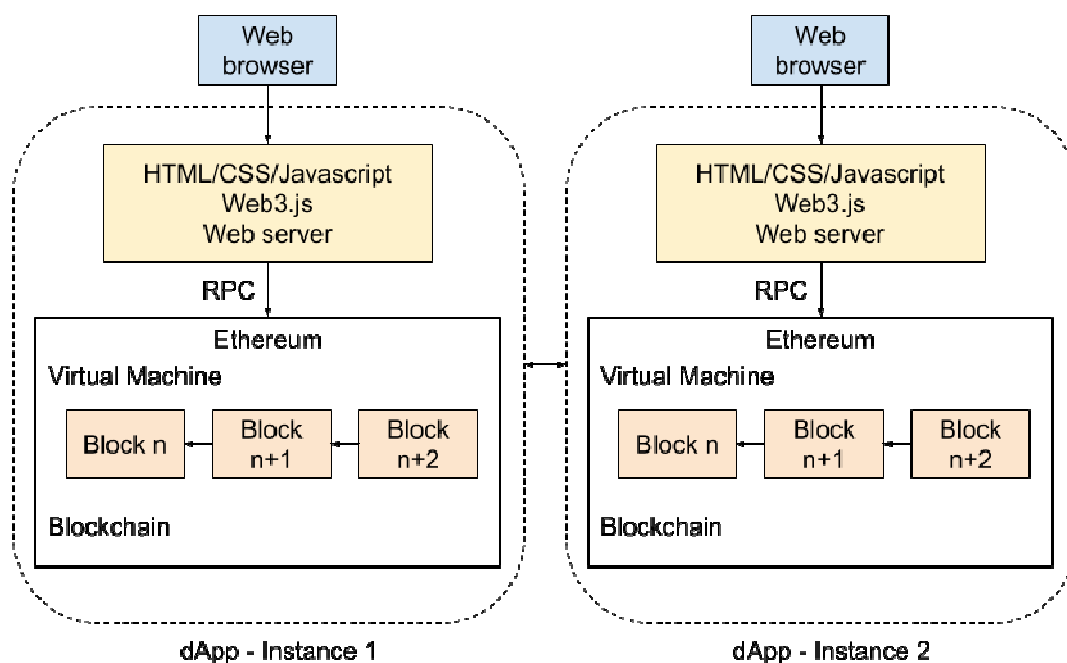 Web
browser
HTML/CSS/Javascript
Web3.js
Web server
RPC
Ethereum
Virtual Machine
Block n
Block
n+1
Block
n+2
Blockchain
dApp - Instance 1
Web
browser
HTML/CSS/Javascript
Web3.js
Web server
RPC
Ethereum
Virtual Machine
Block n
Block
n+1
Block
n+2
Blockchain
dApp - Instance 2